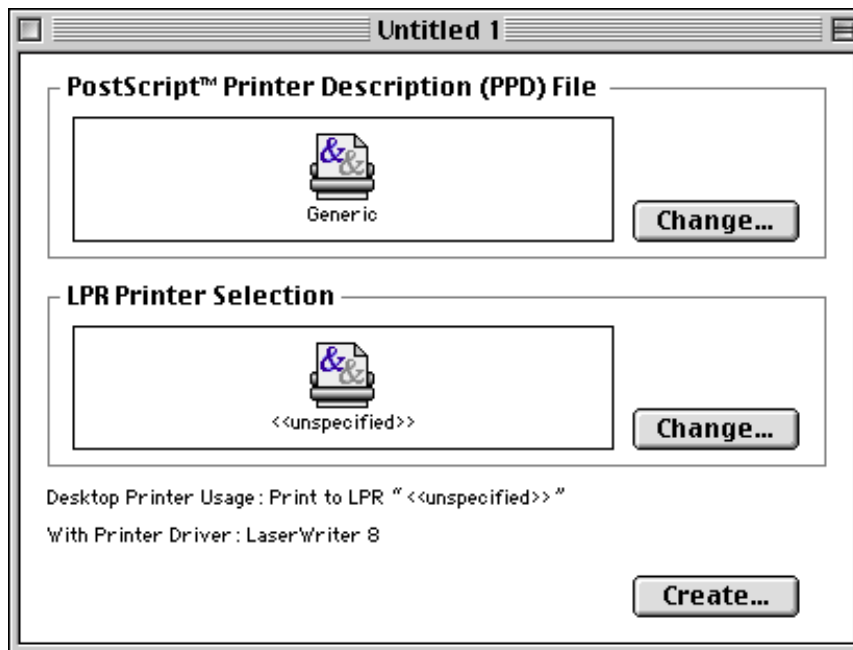 Untitled 1
PostScript™ Printer Description (PPD) File
&&
Generic
Change...
LPR Printer Selection
&&
<<unspecified>>
Change...
Desktop Printer Usage : Print to LPR “<<unspecified>>”
With Printer Driver : LaserWriter 8
Create...